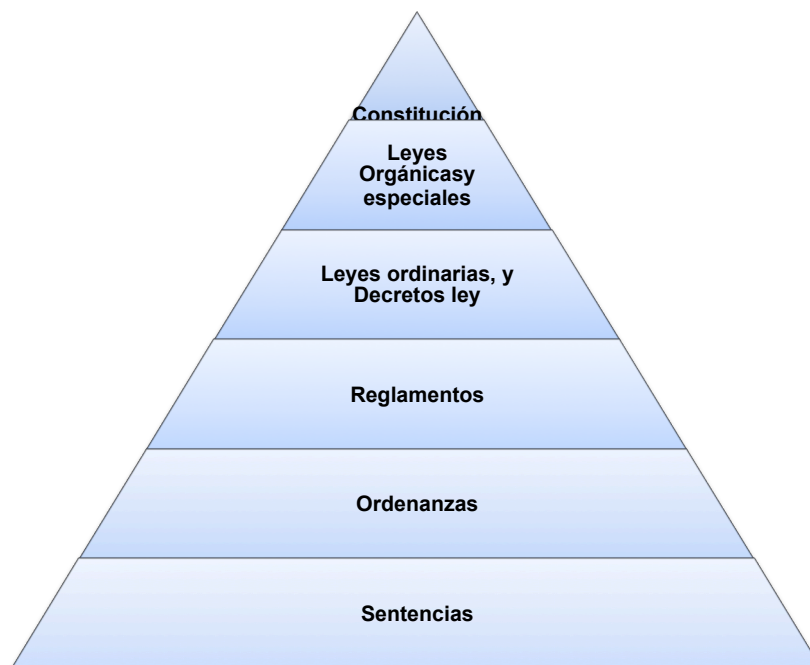 Constitución
Leyes
Orgánicasy
especiales
Leyes ordinarias, y
Decretos ley
Reglamentos
Ordenanzas
Sentencias